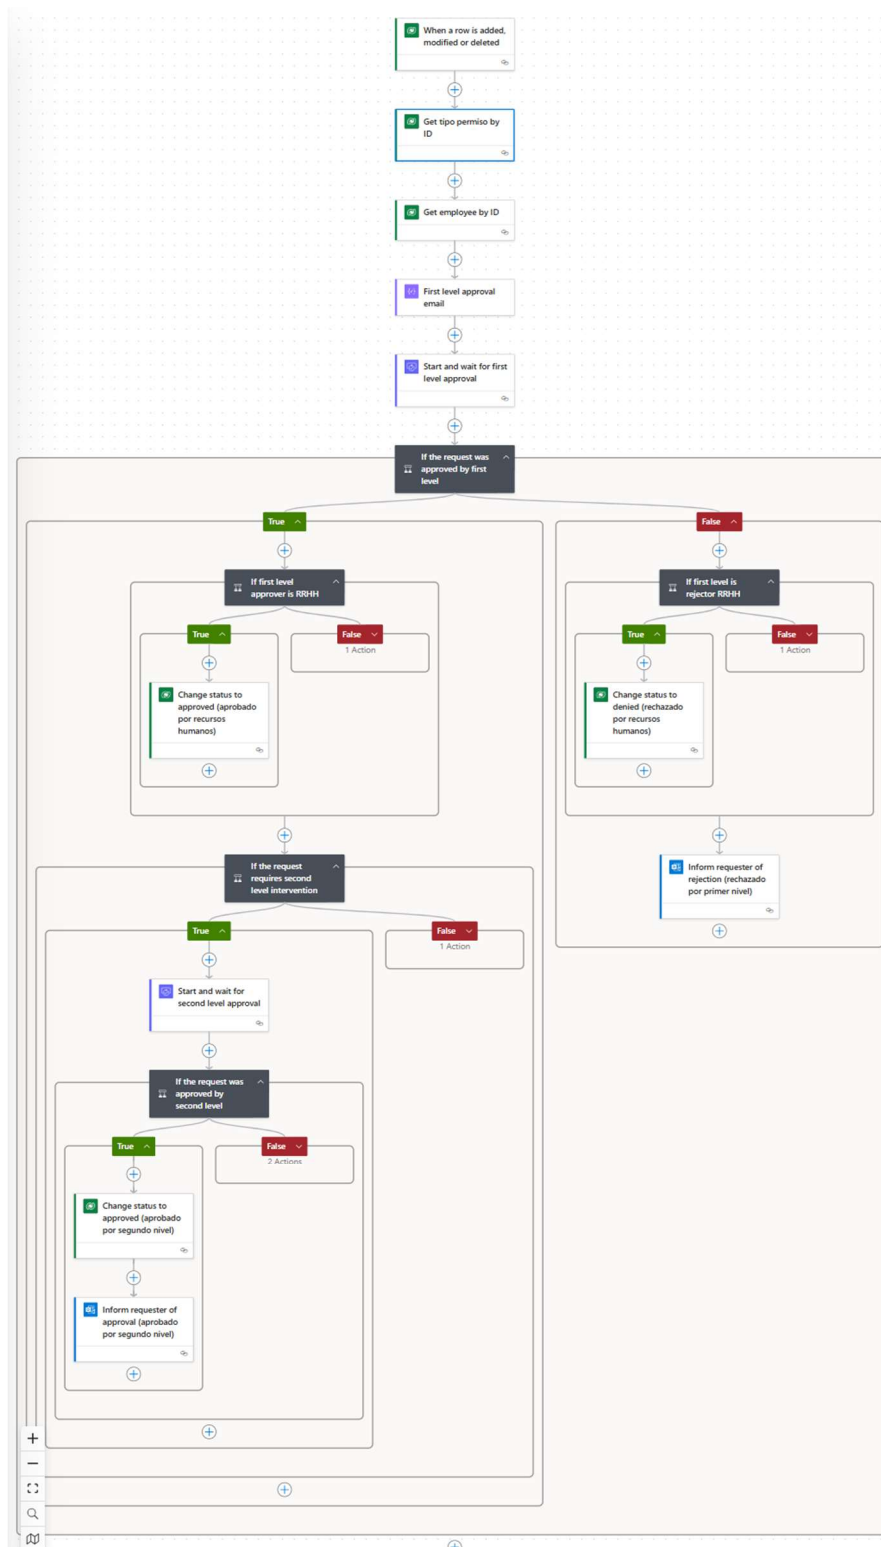 When a row is added,
modified or deleted
Get tipo permiso by
ID
Get employee by ID
First level approval
email
Start and wait for first
level approval
If the request was
approved by first
level
True
False
If first level
approver is RRHH
If first level is
rejector RRHH
True
False
1 Action
True
False
1 Action
Change status to
approved (aprobado
por recursos
humanos)
Change status to
denied (rechazado
por recursos
humanos)
If the request
requires second
level intervention
Inform requester of
rejection (rechazado
por primer nivel)
True
False
1 Action
Start and wait for
second level approval
If the request was
approved by
second level
True
False
2 Actions
Change status to
approved (aprobado
por segundo nivel)
Inform requester of
approval (aprobado
por segundo nivel)